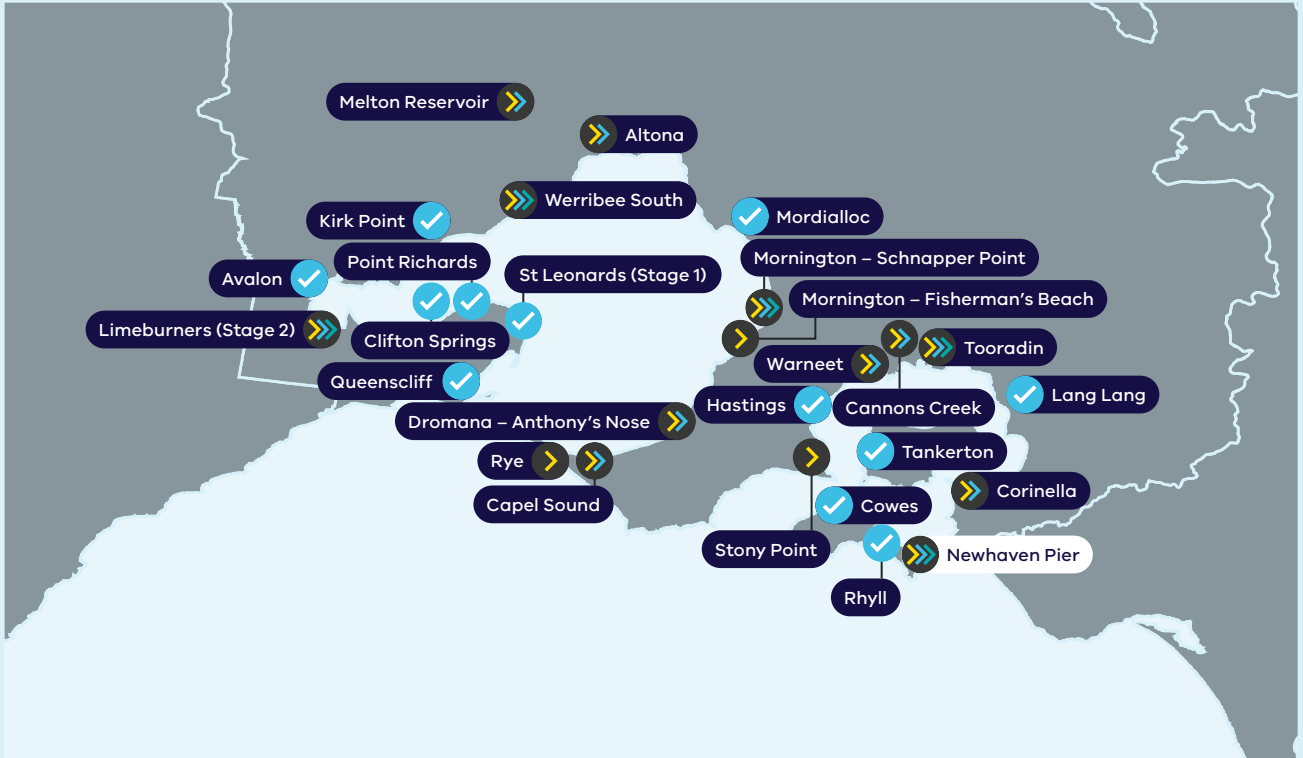 Melton Reservoir
Altona
Werribee South
Kirk Point
Mordialloc
Mornington – Schnapper Point
Point Richards
St Leonards (Stage 1)
Avalon
Mornington – Fisherman’s Beach
Limeburners (Stage 2)
Clifton Springs
Tooradin
Warneet
Queenscliff
Lang Lang
Hastings
Cannons Creek
Dromana – Anthony’s Nose
Tankerton
Rye
Corinella
Capel Sound
Cowes
Stony Point
Newhaven Pier
Rhyll